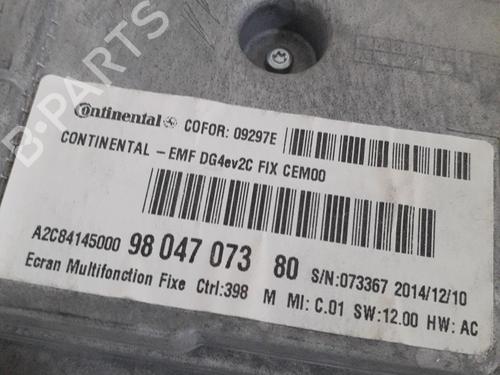 B-PARTS
Continental COFOR: 09297E
CONTINENTAL -EMF DG4ev2C FIX CEM00
A2C84145000 98 047 073 80 S/N:073367 2014/12/10
Ecran Multifonction Fixe Ctrl:398 M MI: C.01 SW:12.00 HW: AC